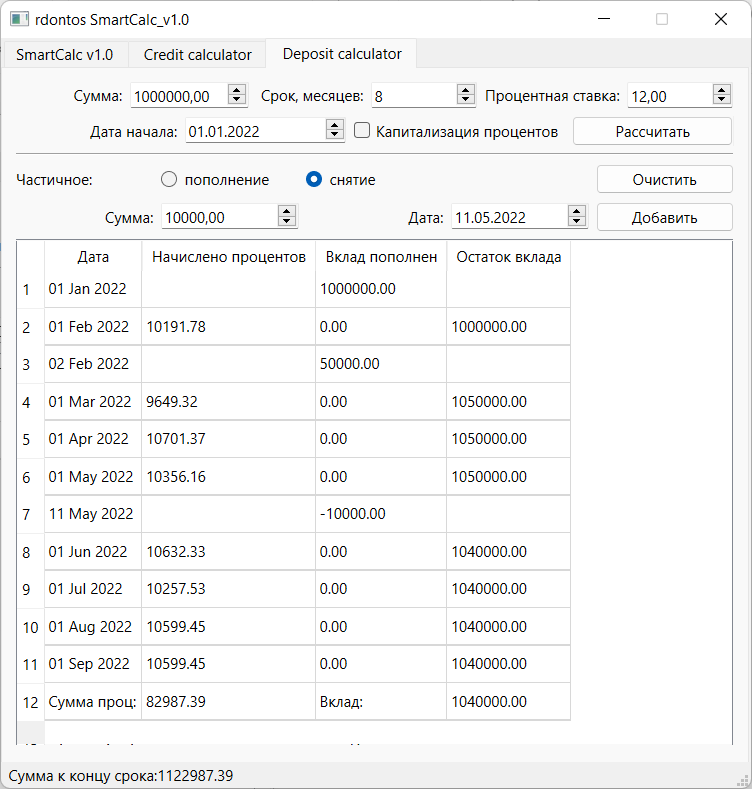 rdontos SmartCalc_v1.0
SmartCalc v1.0 Credit calculator Deposit calculator
Сумма: 1000000,00 Срок, месяцев: 8 Процентная ставка: 12,00
Дата начала: 01.01.2022 Капитализация процентов Рассчитать
Частичное: пополнение снятие Очистить
Сумма: 10000,00 Дата: 11.05.2022 Добавить
Дата Начислено процентов Вклад пополнен Остаток вклада
1 01 Jan 2022 1000000.00
2 01 Feb 2022 10191.78 0.00 1000000.00
3 02 Feb 2022 50000.00
4 01 Mar 2022 9649.32 0.00 1050000.00
5 01 Apr 2022 10701.37 0.00 1050000.00
6 01 May 2022 10356.16 0.00 1050000.00
7 11 May 2022 -10000.00
8 01 Jun 2022 10632.33 0.00 1040000.00
9 01 Jul 2022 10257.53 0.00 1040000.00
10 01 Aug 2022 10599.45 0.00 1040000.00
11 01 Sep 2022 10599.45 0.00 1040000.00
12 Сумма проц: 82987.39 Вклад: 1040000.00
Сумма к концу срока:1122987.39